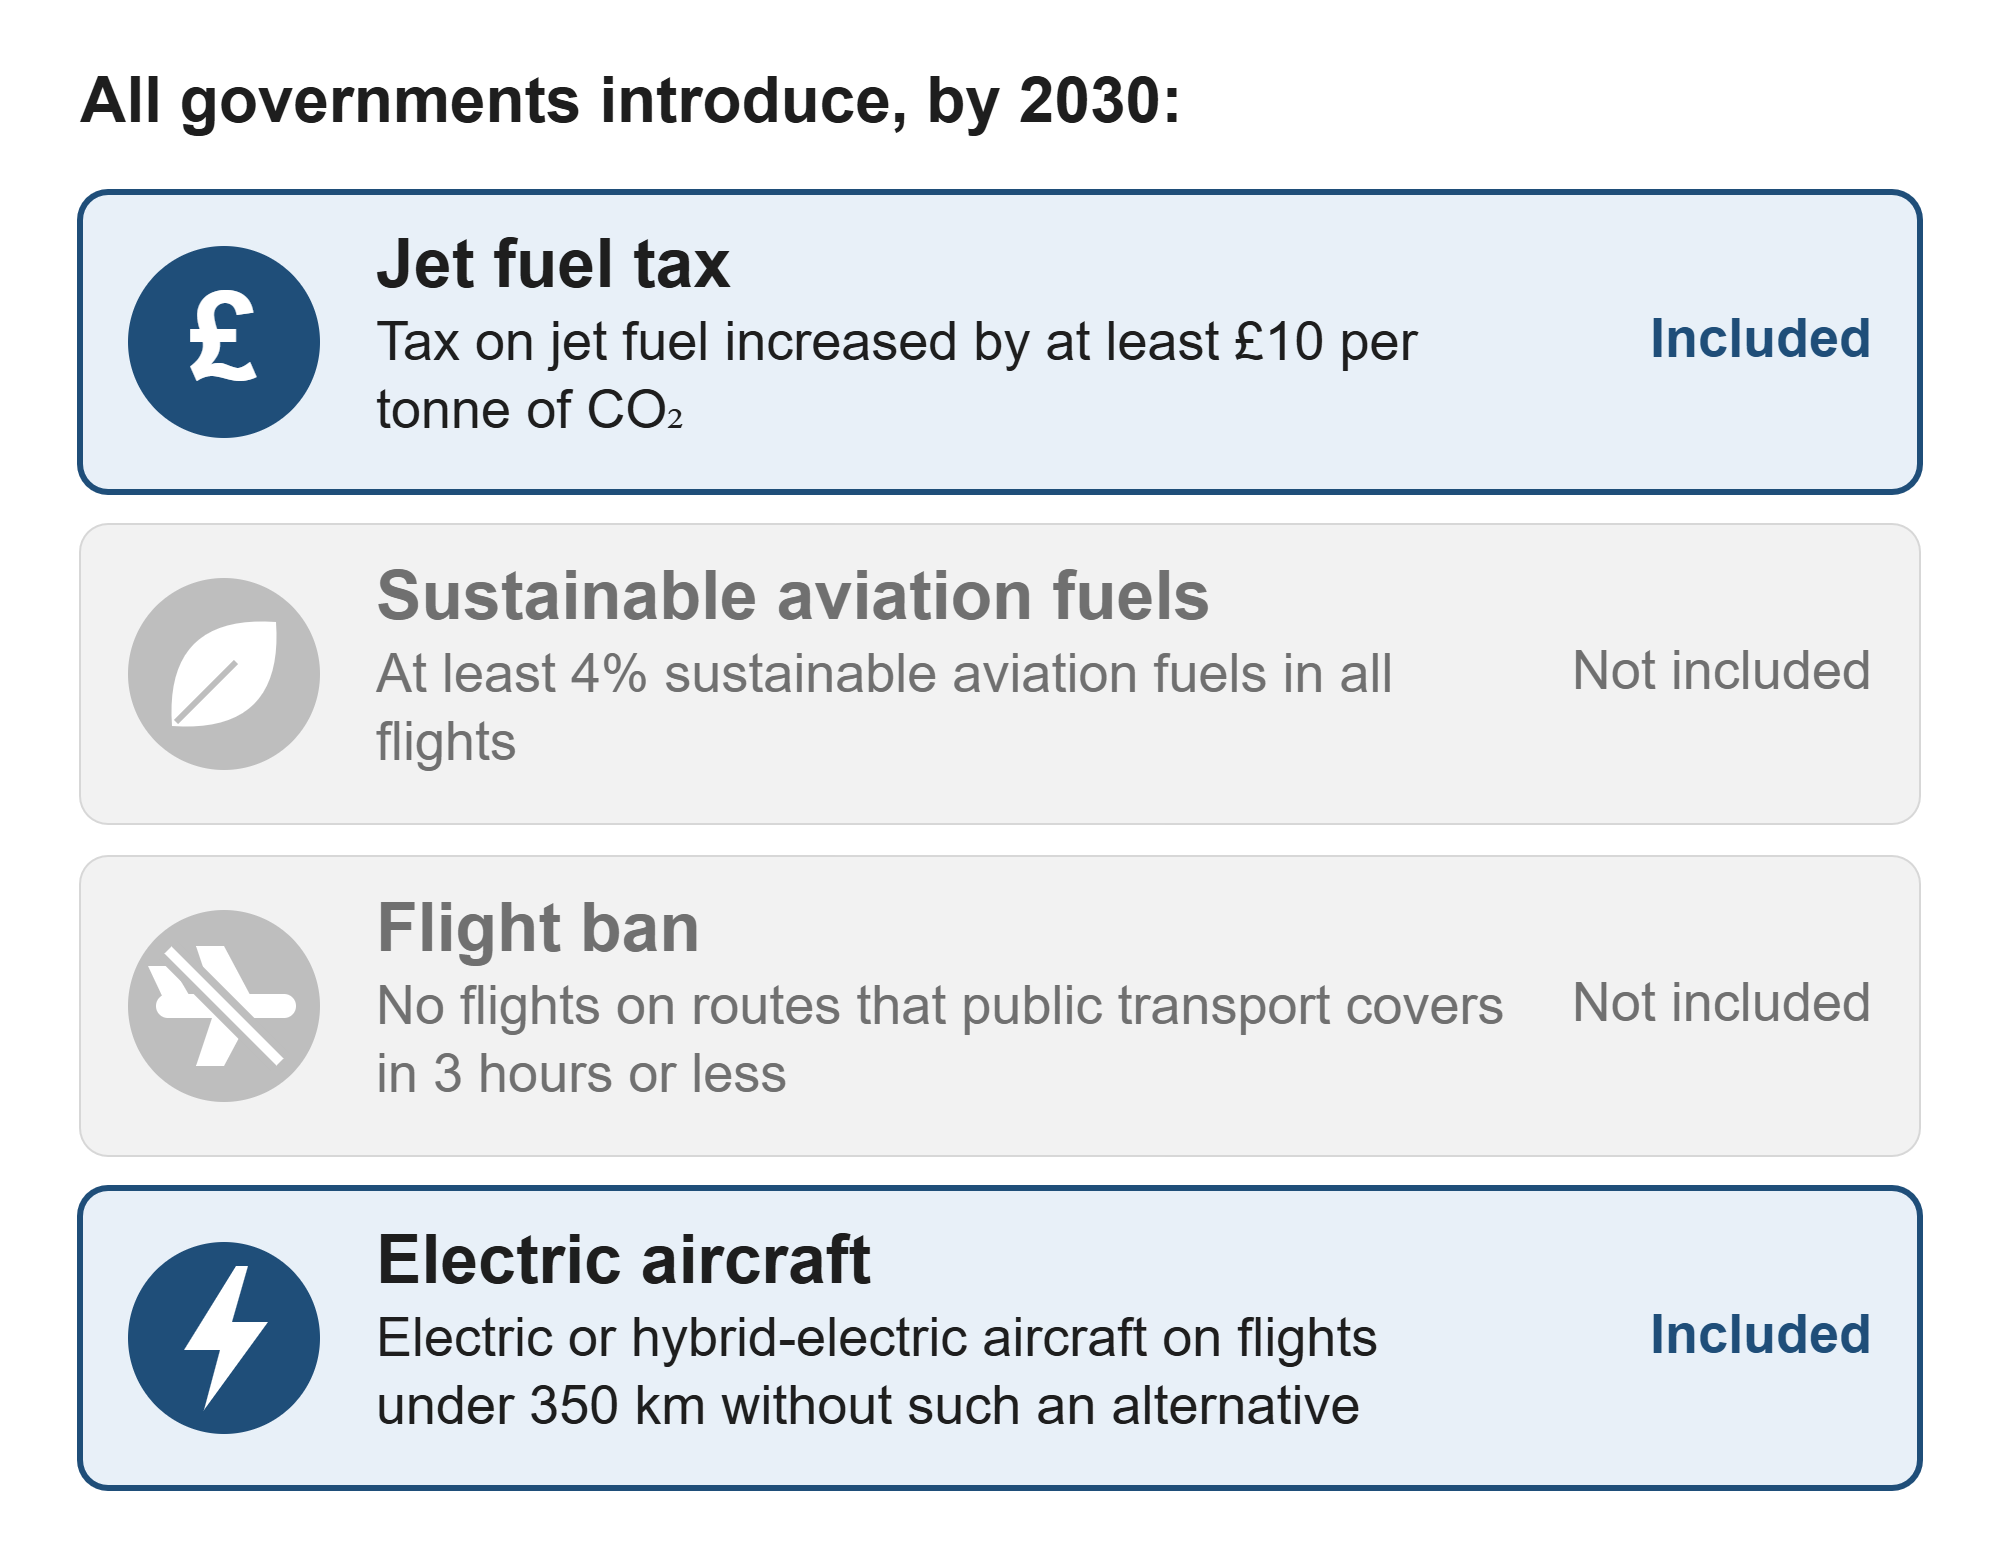 All governments introduce, by 2030:
£
Jet fuel tax
Tax on jet fuel increased by at least £10 per
tonne of CO₂
Included
Sustainable aviation fuels
At least 4% sustainable aviation fuels in all
flights
Not included
Flight ban
No flights on routes that public transport covers
in 3 hours or less
Not included
Electric aircraft
Electric or hybrid-electric aircraft on flights
under 350 km without such an alternative
Included